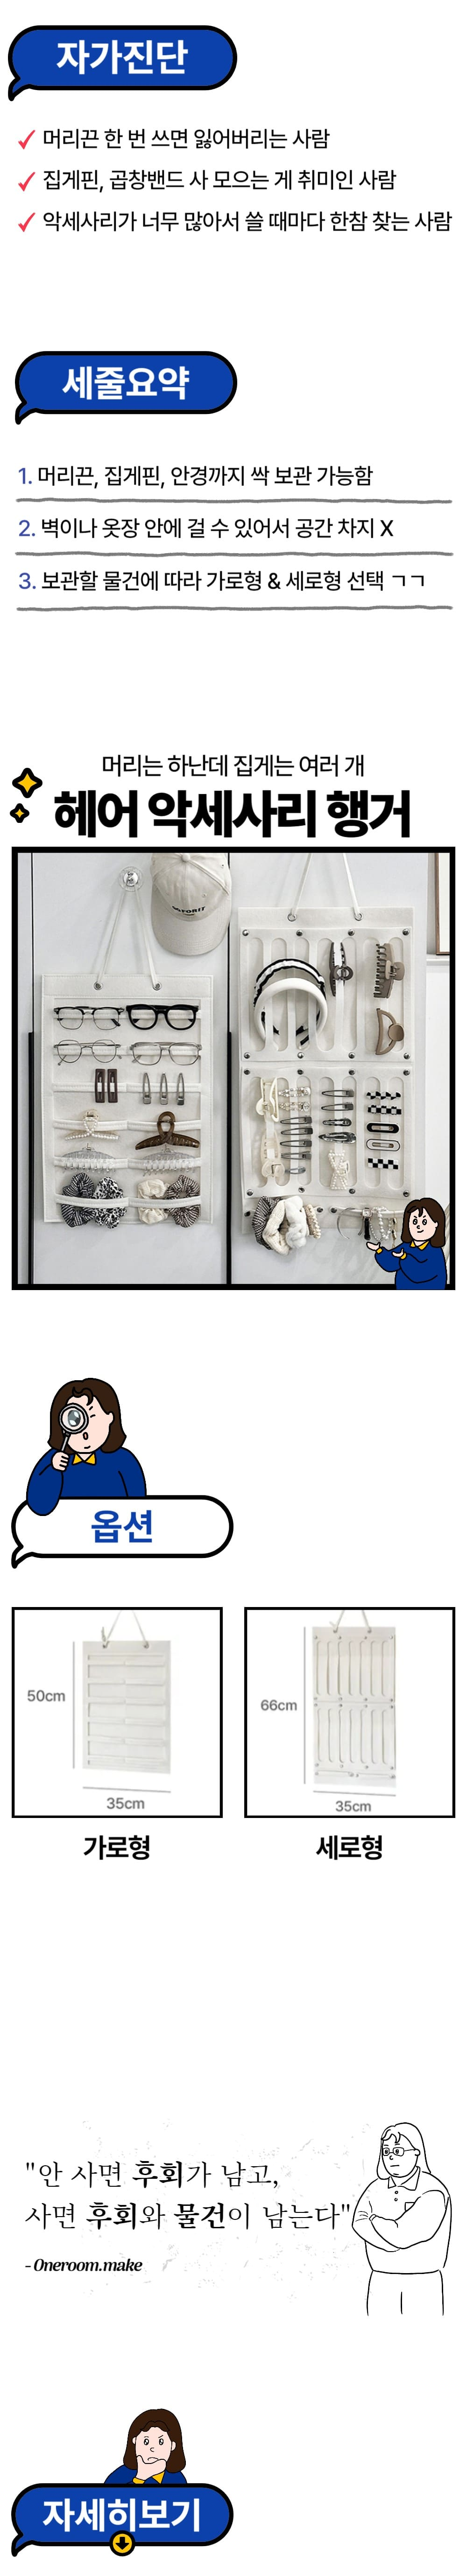 자가진단
머리끈 한 번 쓰면 잃어버리는 사람
집게핀, 곱창밴드 사 모으는 게 취미인 사람
악세사리가 너무 많아서 쓸 때마다 한참 찾는 사람
세줄요약
1. 머리끈, 집게핀, 안경까지 싹 보관 가능함
2. 벽이나 옷장 안에 걸 수 있어서 공간 차지 X
3. 보관할 물건에 따라 가로형 & 세로형 선택 ㄱㄱ
머리는 하난데 집게는 여러 개
헤어 악세사리 행거
옵션
50cm
35cm
가로형
66cm
35cm
세로형
"안 사면 후회가 남고,
사면 후회와 물건이 남는다"
- Oneroom.make
자세히보기